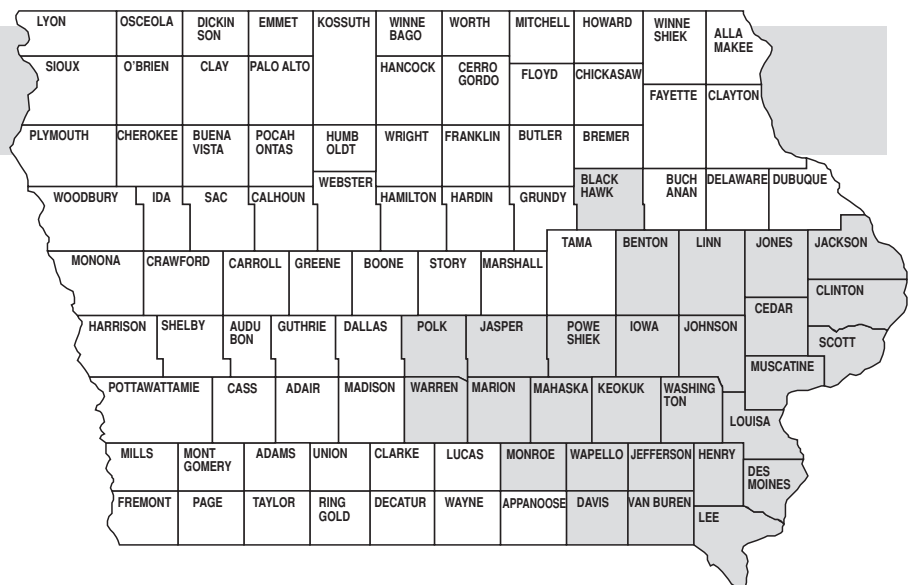 LYON OSCEOLA DICKIN EMMET KOSSUTH WINNE WORTH MITCHELL HOWARD WINNE ALLA
SON BAGO SHIEK MAKEE
SIOUX O'BRIEN CLAY PALO ALTO HANCOCK CERRO FLOYD CHICKASAW
GORDO
FAYETTE CLAYTON
PLYMOUTH CHEROKEE BUENA POCAH HUMB WRIGHT FRANKLIN BUTLER BREMER
VISTA ONTAS OLDT
WEBSTER BLACK BUCH DELAWARE DUBUQUE
HAWK ANAN
WOODBURY IDA SAC CALHOUN HAMILTON HARDIN GRUNDY
TAMA BENTON LINN JONES JACKSON
MONONA CRAWFORD CARROLL GREENE BOONE STORY MARSHALL
CLINTON
CEDAR
HARRISON SHELBY AUDU GUTHRIE DALLAS POLK JASPER POWE IOWA JOHNSON
BON SHIEK SCOTT
MUSCATINE
POTTAWATTAMIE CASS ADAIR MADISON WARREN MARION MAHASKA KEOKUK WASHING
TON
LOUISA
MILLS MONT ADAMS UNION CLARKE LUCAS MONROE WAPELLO JEFFERSON HENRY
GOMERY DES
MOINES
FREMONT PAGE TAYLOR RING DECATUR WAYNE APPANOOSE DAVIS VAN BUREN
GOLD LEE